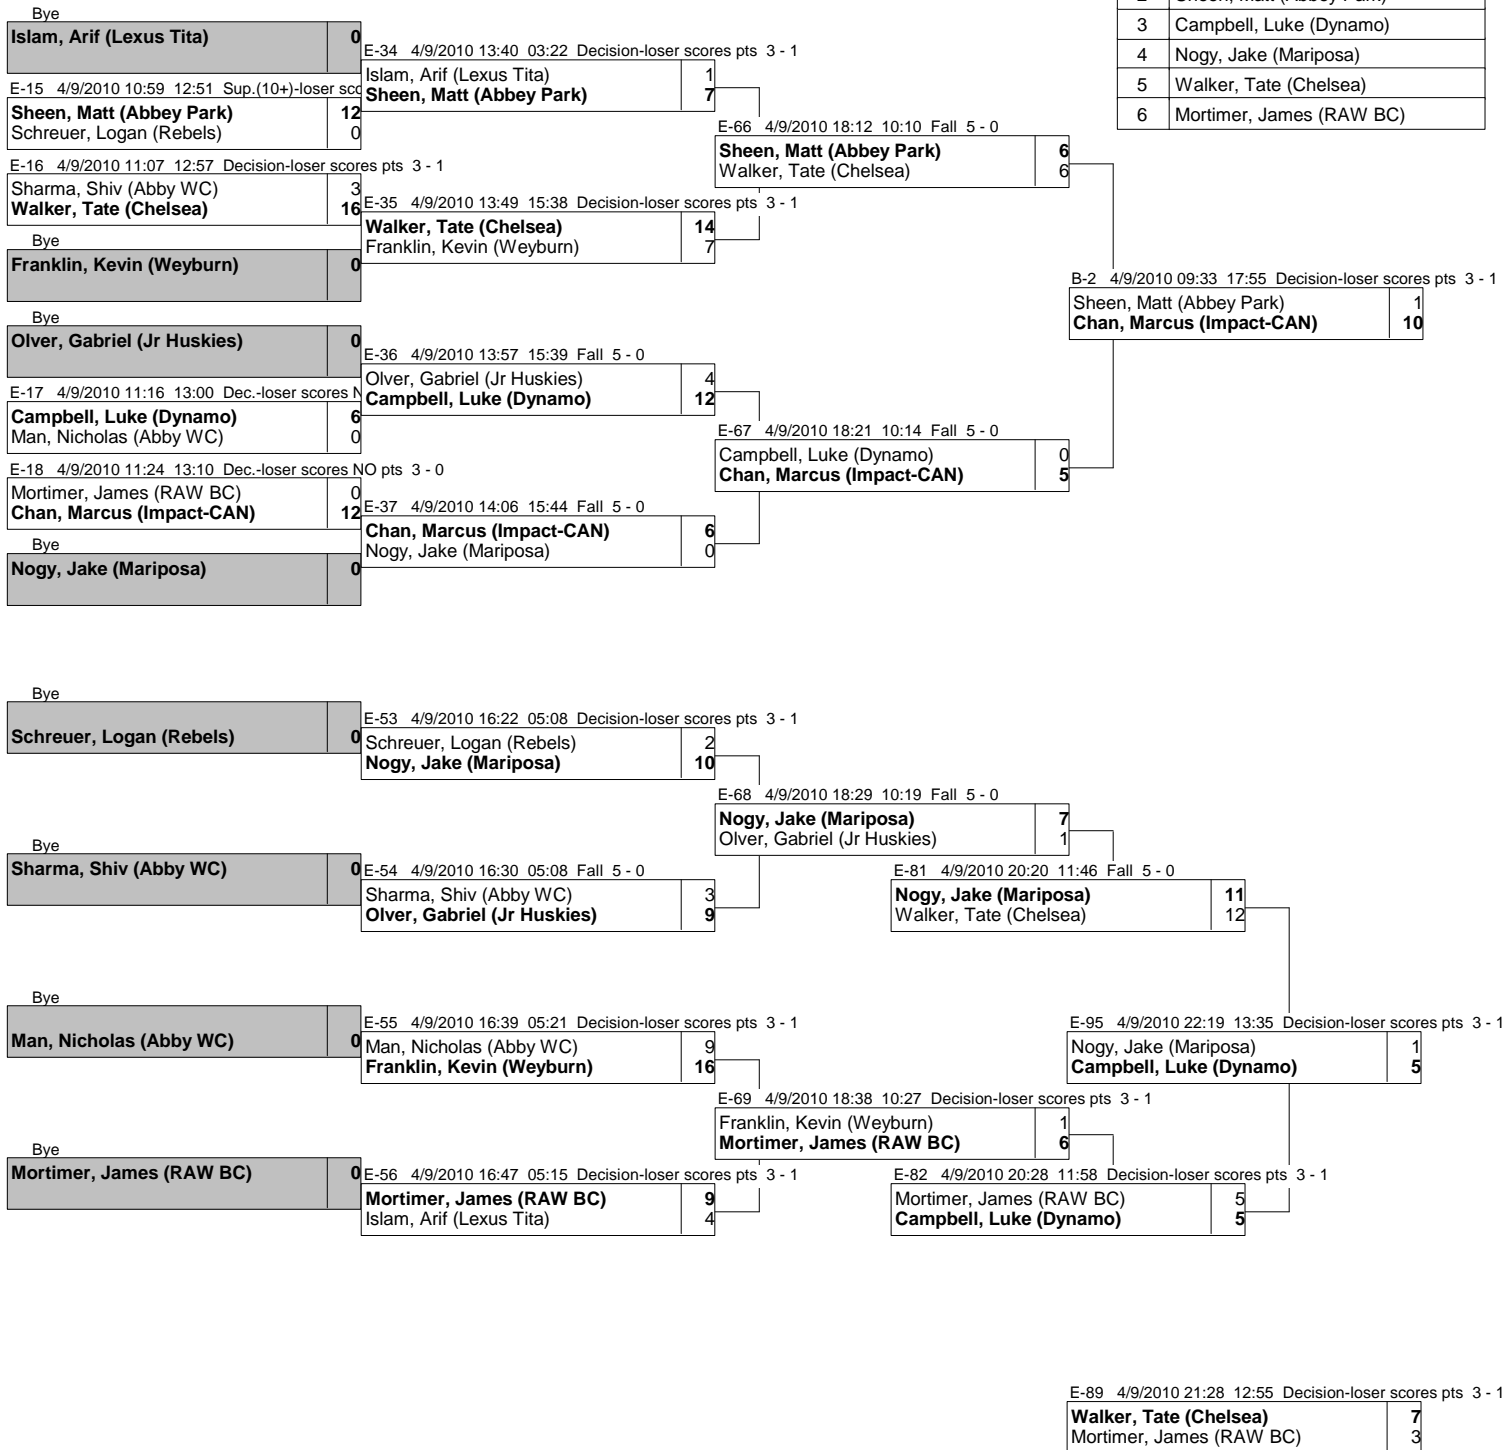 2 Sheen, Matt (Abbey Park)
3 Campbell, Luke (Dynamo)
4 Nogy, Jake (Mariposa)
5 Walker, Tate (Chelsea)
6 Mortimer, James (RAW BC)
Bye
Islam, Arif (Lexus Tita) 0
E-15 4/9/2010 10:59 12:51 Sup.(10+)-loser sco
Sheen, Matt (Abbey Park) 12
Schreuer, Logan (Rebels) 0
E-16 4/9/2010 11:07 12:57 Decision-loser scores pts 3 - 1
Sharma, Shiv (Abby WC) 3
Walker, Tate (Chelsea) 16
Bye
Franklin, Kevin (Weyburn) 0
Bye
Olver, Gabriel (Jr Huskies) 0
E-17 4/9/2010 11:16 13:00 Dec.-loser scores N
Campbell, Luke (Dynamo) 6
Man, Nicholas (Abby WC) 0
E-18 4/9/2010 11:24 13:10 Dec.-loser scores NO pts 3 - 0
Mortimer, James (RAW BC) 0
Chan, Marcus (Impact-CAN) 12
Bye
Nogy, Jake (Mariposa) 0
E-34 4/9/2010 13:40 03:22 Decision-loser scores pts 3 - 1
Islam, Arif (Lexus Tita) 1
Sheen, Matt (Abbey Park) 7
E-35 4/9/2010 13:49 15:38 Decision-loser scores pts 3 - 1
Walker, Tate (Chelsea) 14
Franklin, Kevin (Weyburn) 7
E-36 4/9/2010 13:57 15:39 Fall 5 - 0
Olver, Gabriel (Jr Huskies) 4
Campbell, Luke (Dynamo) 12
E-37 4/9/2010 14:06 15:44 Fall 5 - 0
Chan, Marcus (Impact-CAN) 6
Nogy, Jake (Mariposa) 0
E-66 4/9/2010 18:12 10:10 Fall 5 - 0
Sheen, Matt (Abbey Park) 6
Walker, Tate (Chelsea) 6
E-67 4/9/2010 18:21 10:14 Fall 5 - 0
Campbell, Luke (Dynamo) 0
Chan, Marcus (Impact-CAN) 5
B-2 4/9/2010 09:33 17:55 Decision-loser scores pts 3 - 1
Sheen, Matt (Abbey Park) 1
Chan, Marcus (Impact-CAN) 10
Bye
Schreuer, Logan (Rebels) 0
Bye
Sharma, Shiv (Abby WC) 0
Bye
Man, Nicholas (Abby WC) 0
Bye
Mortimer, James (RAW BC) 0
E-53 4/9/2010 16:22 05:08 Decision-loser scores pts 3 - 1
Schreuer, Logan (Rebels) 2
Nogy, Jake (Mariposa) 10
E-54 4/9/2010 16:30 05:08 Fall 5 - 0
Sharma, Shiv (Abby WC) 3
Olver, Gabriel (Jr Huskies) 9
E-55 4/9/2010 16:39 05:21 Decision-loser scores pts 3 - 1
Man, Nicholas (Abby WC) 9
Franklin, Kevin (Weyburn) 16
E-56 4/9/2010 16:47 05:15 Decision-loser scores pts 3 - 1
Mortimer, James (RAW BC) 9
Islam, Arif (Lexus Tita) 4
E-68 4/9/2010 18:29 10:19 Fall 5 - 0
Nogy, Jake (Mariposa) 7
Olver, Gabriel (Jr Huskies) 1
E-69 4/9/2010 18:38 10:27 Decision-loser scores pts 3 - 1
Franklin, Kevin (Weyburn) 1
Mortimer, James (RAW BC) 6
E-81 4/9/2010 20:20 11:46 Fall 5 - 0
Nogy, Jake (Mariposa) 11
Walker, Tate (Chelsea) 12
E-82 4/9/2010 20:28 11:58 Decision-loser scores pts 3 - 1
Mortimer, James (RAW BC) 5
Campbell, Luke (Dynamo) 5
E-95 4/9/2010 22:19 13:35 Decision-loser scores pts 3 - 1
Nogy, Jake (Mariposa) 1
Campbell, Luke (Dynamo) 5
E-89 4/9/2010 21:28 12:55 Decision-loser scores pts 3 - 1
Walker, Tate (Chelsea) 7
Mortimer, James (RAW BC) 3